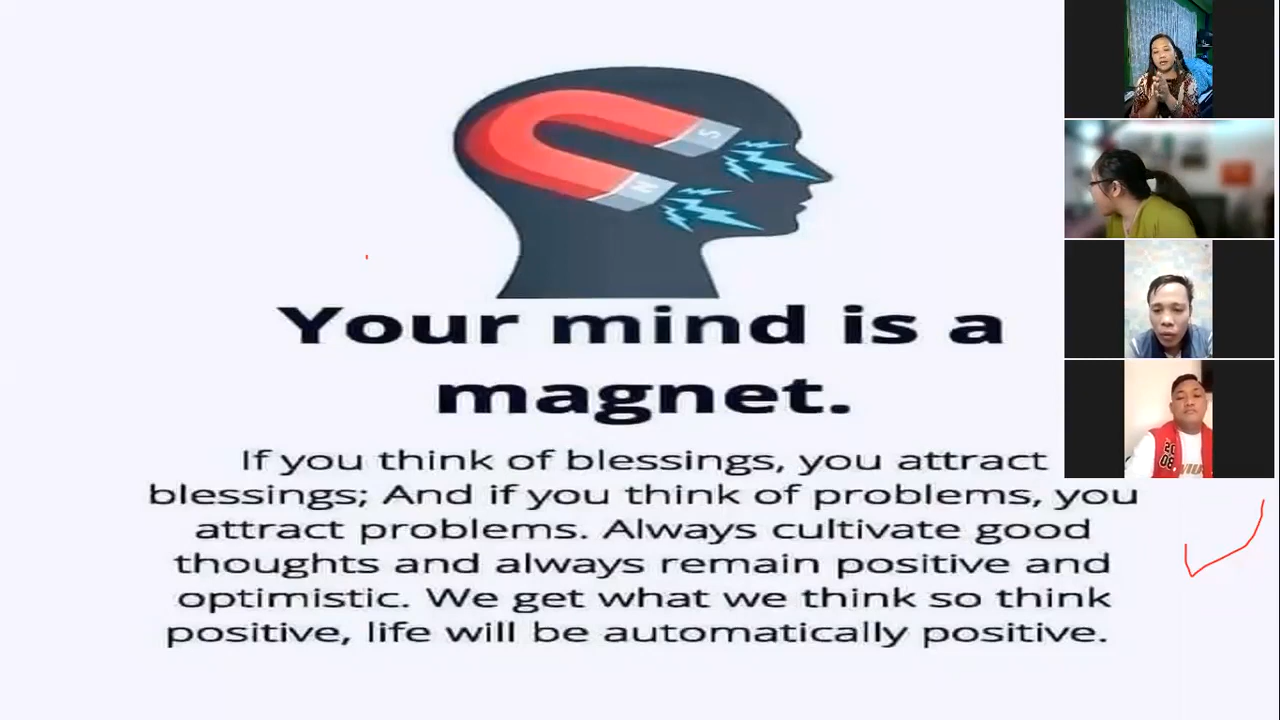 S
N
Your mind is a
magnet.
If you think of blessings, you attract
blessings; And if you think of problems, you
attract problems. Always cultivate good
thoughts and always remain positive and
optimistic. We get what we think so think
positive, life will be automatically positive.
20
08